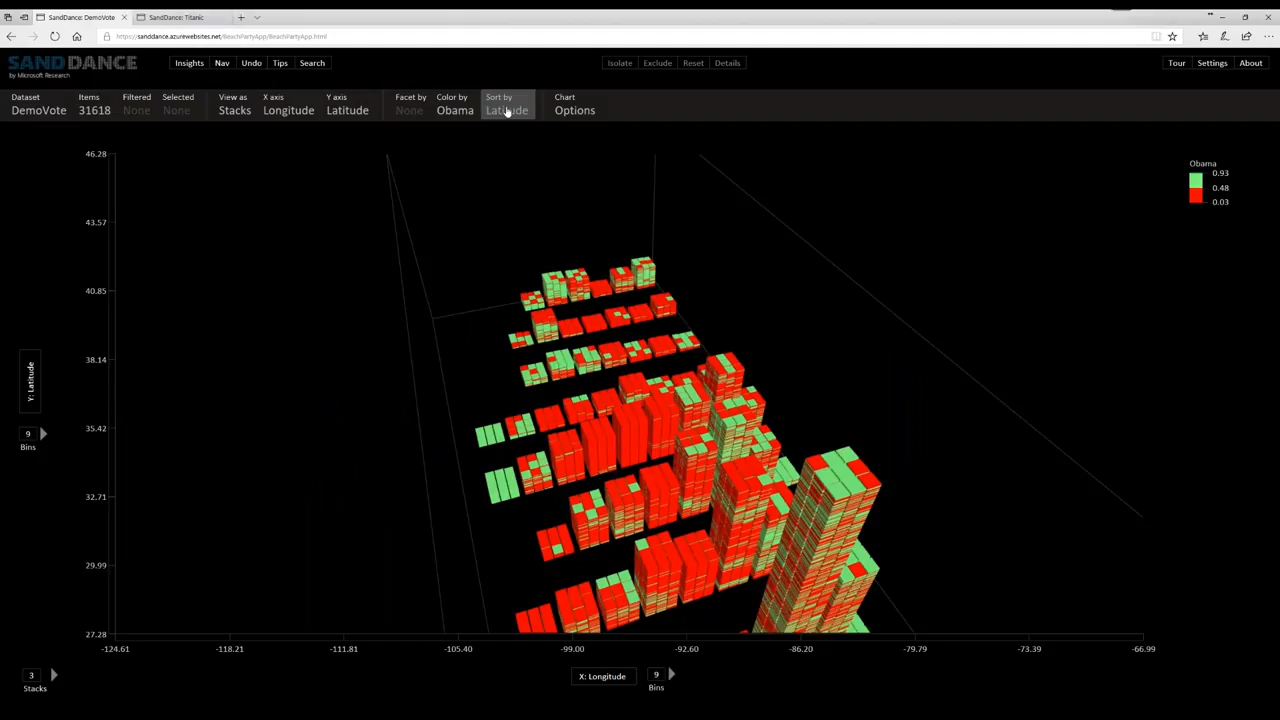 SandDance: DemoVote
SandDance: Titanic
https://sanddance.azurewebsites.net/BeachPartyApp/BeachPartyApp.html
SANDDANCE
by Microsoft Research
Insights Nav Undo Tips Search
Isolate Exclude Reset Details
Tour Settings About
Dataset Items Filtered Selected View as X axis Y axis Facet by Color by Sort by Chart
DemoVote 31618 None None Stacks Longitude Latitude None Obama Latitude Options
46.28
43.57
40.85
38.14
35.42
32.71
29.99
27.28
Y: Latitude
9
Bins
Obama
0.93
0.48
0.03
-124.61 -118.21 -111.81 -105.40 -99.00 -92.60 -86.20 -79.79 -73.39 -66.99
3
Stacks
X: Longitude
9
Bins